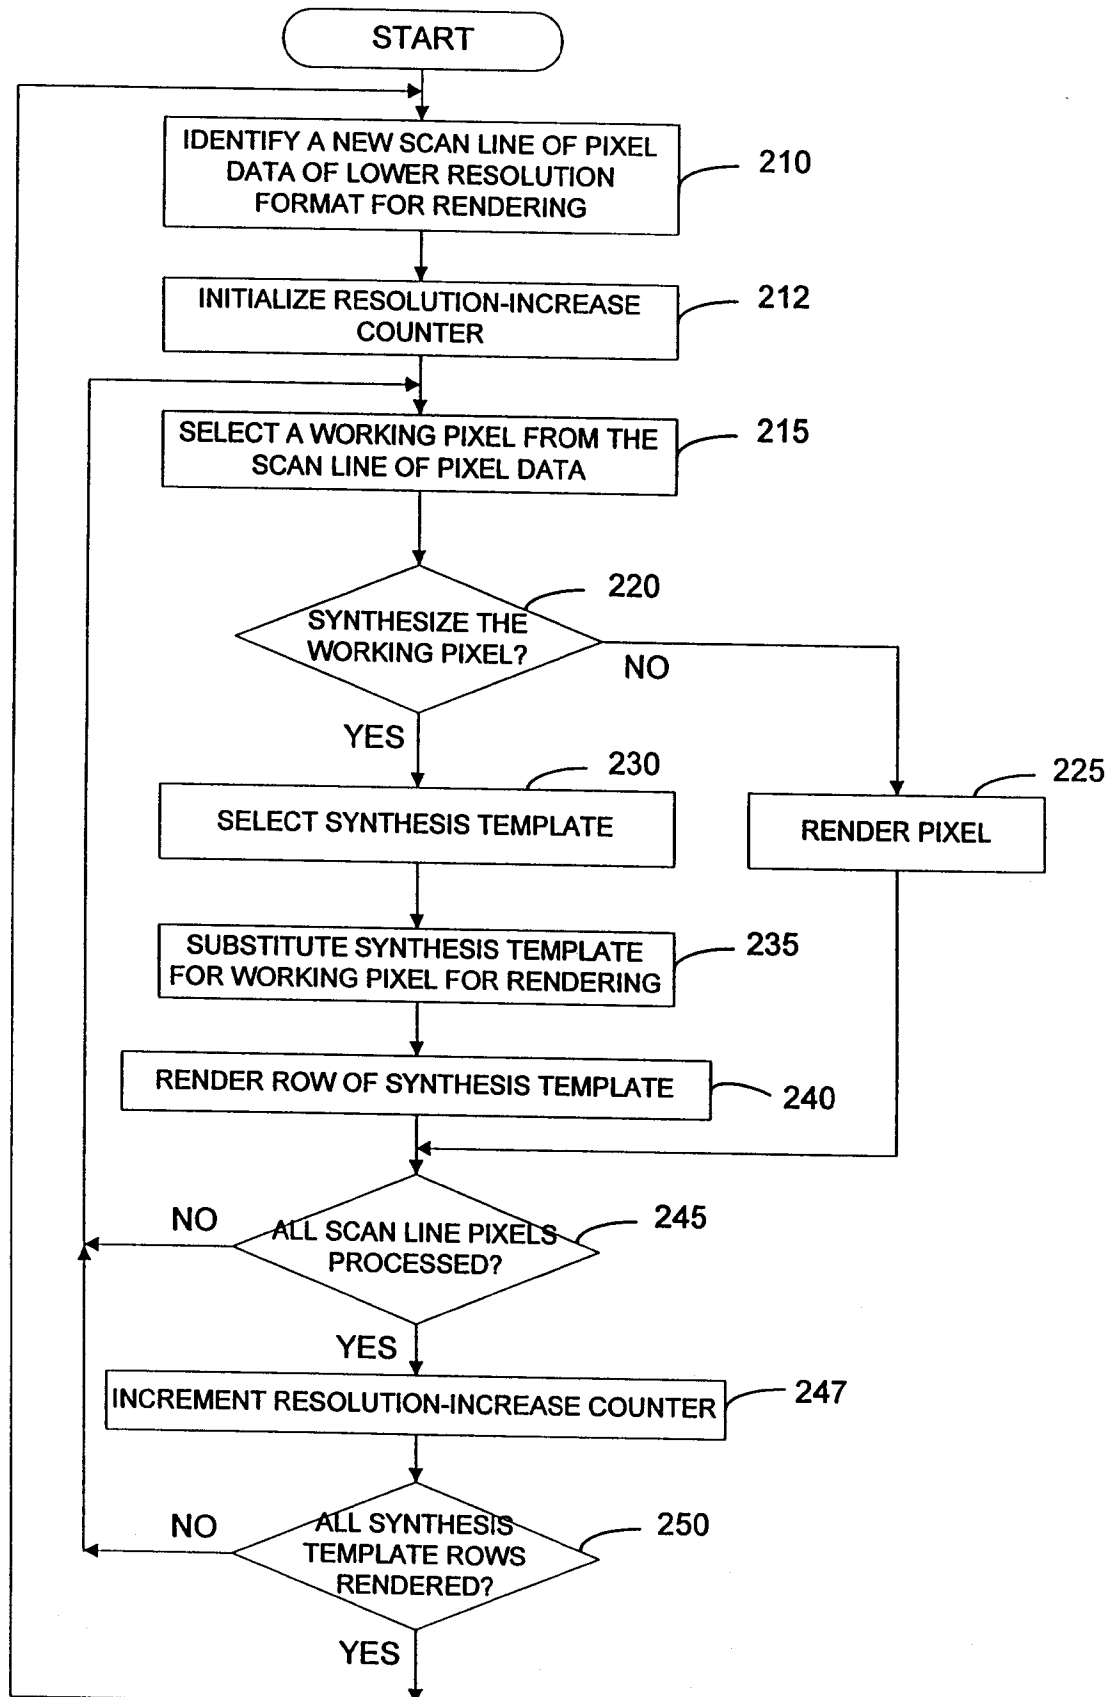 START
IDENTIFY A NEW SCAN LINE OF PIXEL
DATA OF LOWER RESOLUTION
FORMAT FOR RENDERING
210
INITIALIZE RESOLUTION-INCREASE
COUNTER
212
SELECT A WORKING PIXEL FROM THE
SCAN LINE OF PIXEL DATA
215
SYNTHESIZE THE
WORKING PIXEL?
220
NO
YES
SELECT SYNTHESIS TEMPLATE
230
RENDER PIXEL
225
SUBSTITUTE SYNTHESIS TEMPLATE
FOR WORKING PIXEL FOR RENDERING
235
RENDER ROW OF SYNTHESIS TEMPLATE
240
ALL SCAN LINE PIXELS
PROCESSED?
245
NO
YES
INCREMENT RESOLUTION-INCREASE COUNTER
247
ALL SYNTHESIS
TEMPLATE ROWS
RENDERED?
250
NO
YES